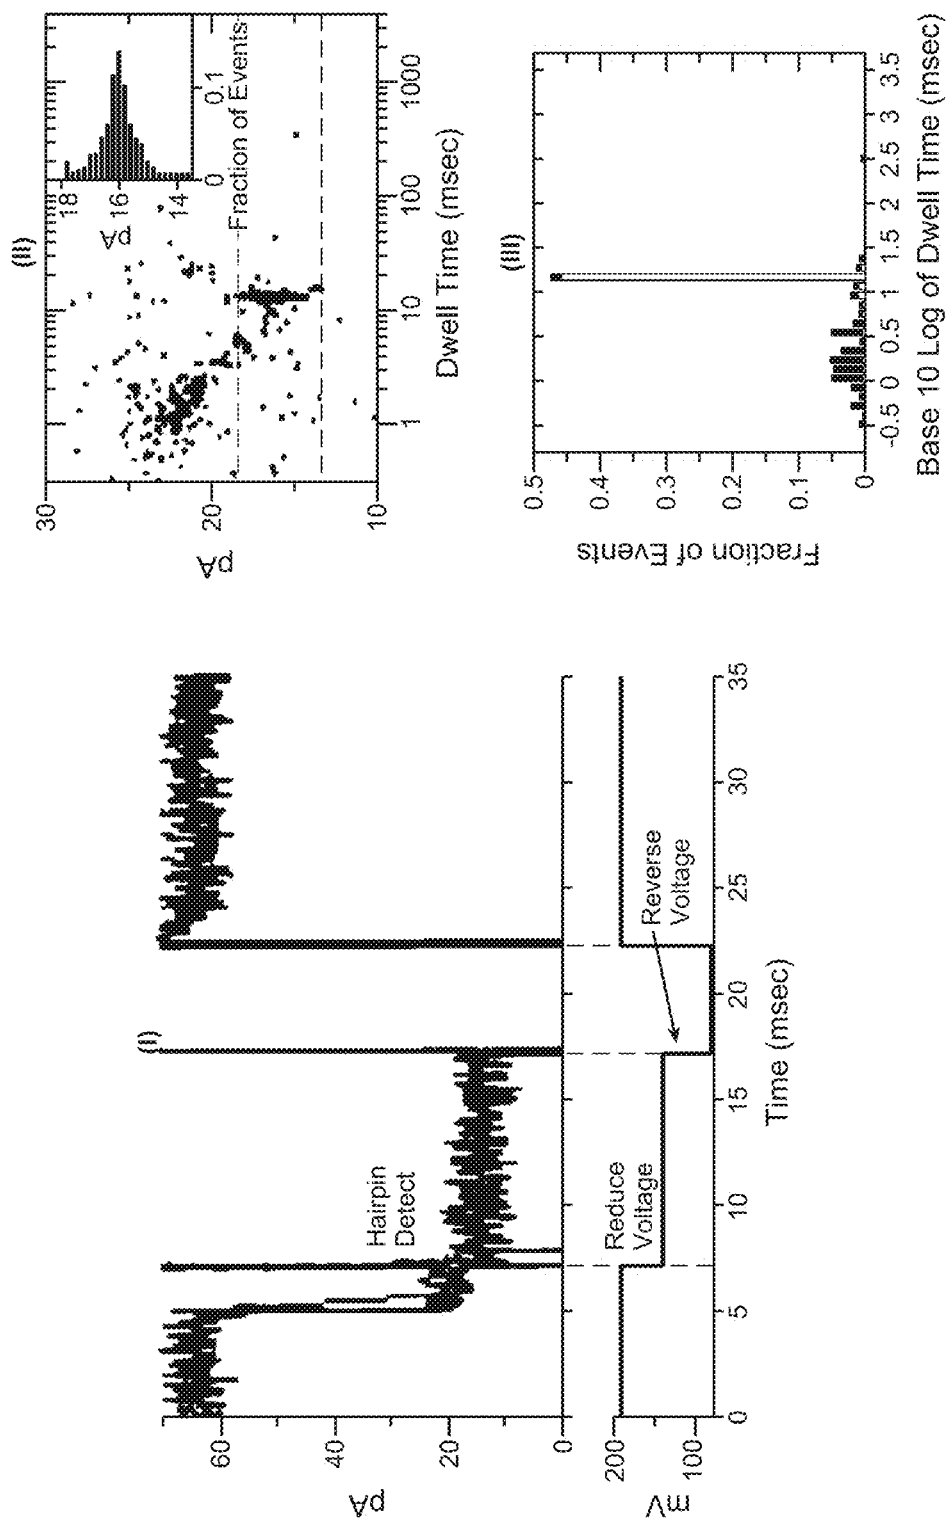 (I)
60
40
20
0
pA
Hairpin
Detect
200
100
mV
Reduce
Voltage
Reverse
Voltage
0 5 10 15 20 25 30 35
Time (msec)
(II)
30
20
10
pA
1 10 100 1000
Dwell Time (msec)
18
16
14
pA
0 0.1
Fraction of Events
(III)
0.5
0.4
0.3
0.2
0.1
0
Fraction of Events
-0.5 0 0.5 1 1.5 2 2.5 3 3.5
Base 10 Log of Dwell Time (msec)